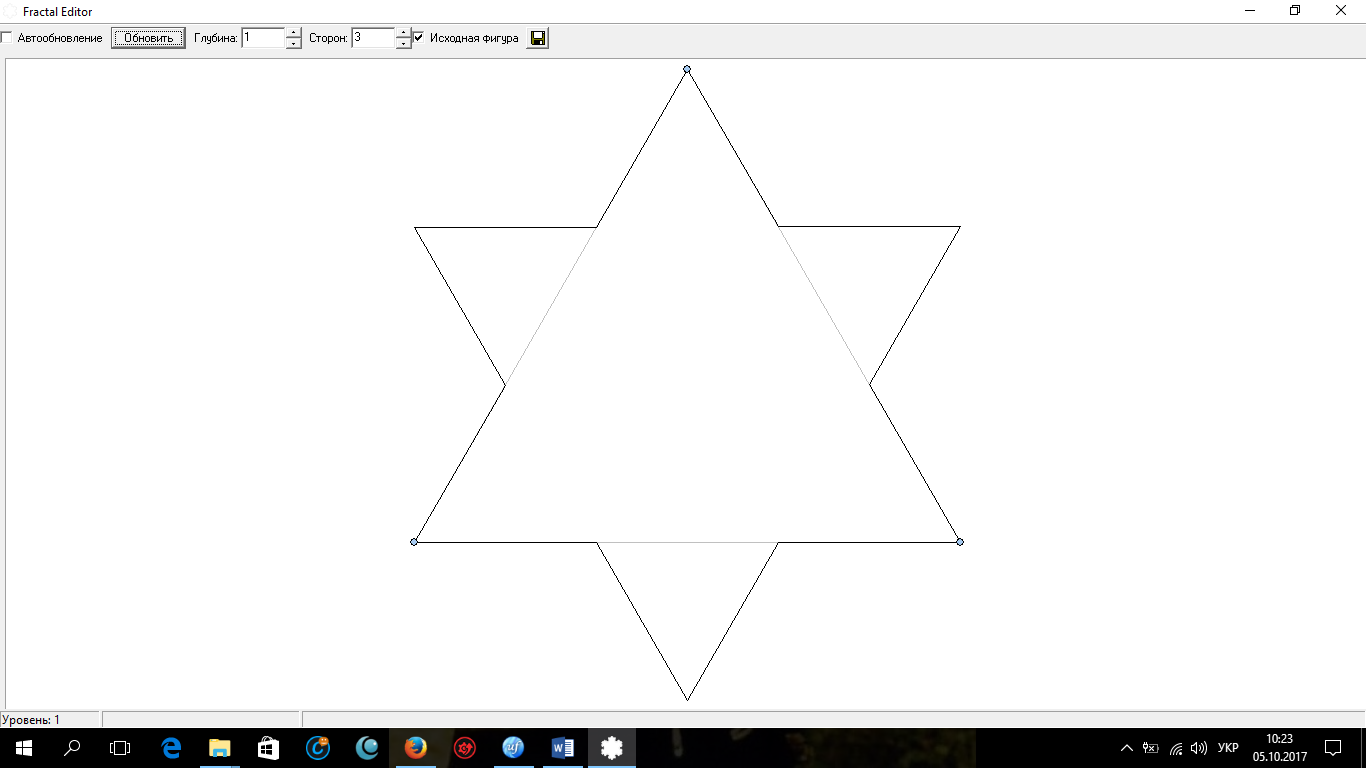 Fractal Editor
Автообновление Обновить Глубина: 1 Сторон: 3 Исходная фигура
Уровень: 1
УКР
10:23
05.10.2017